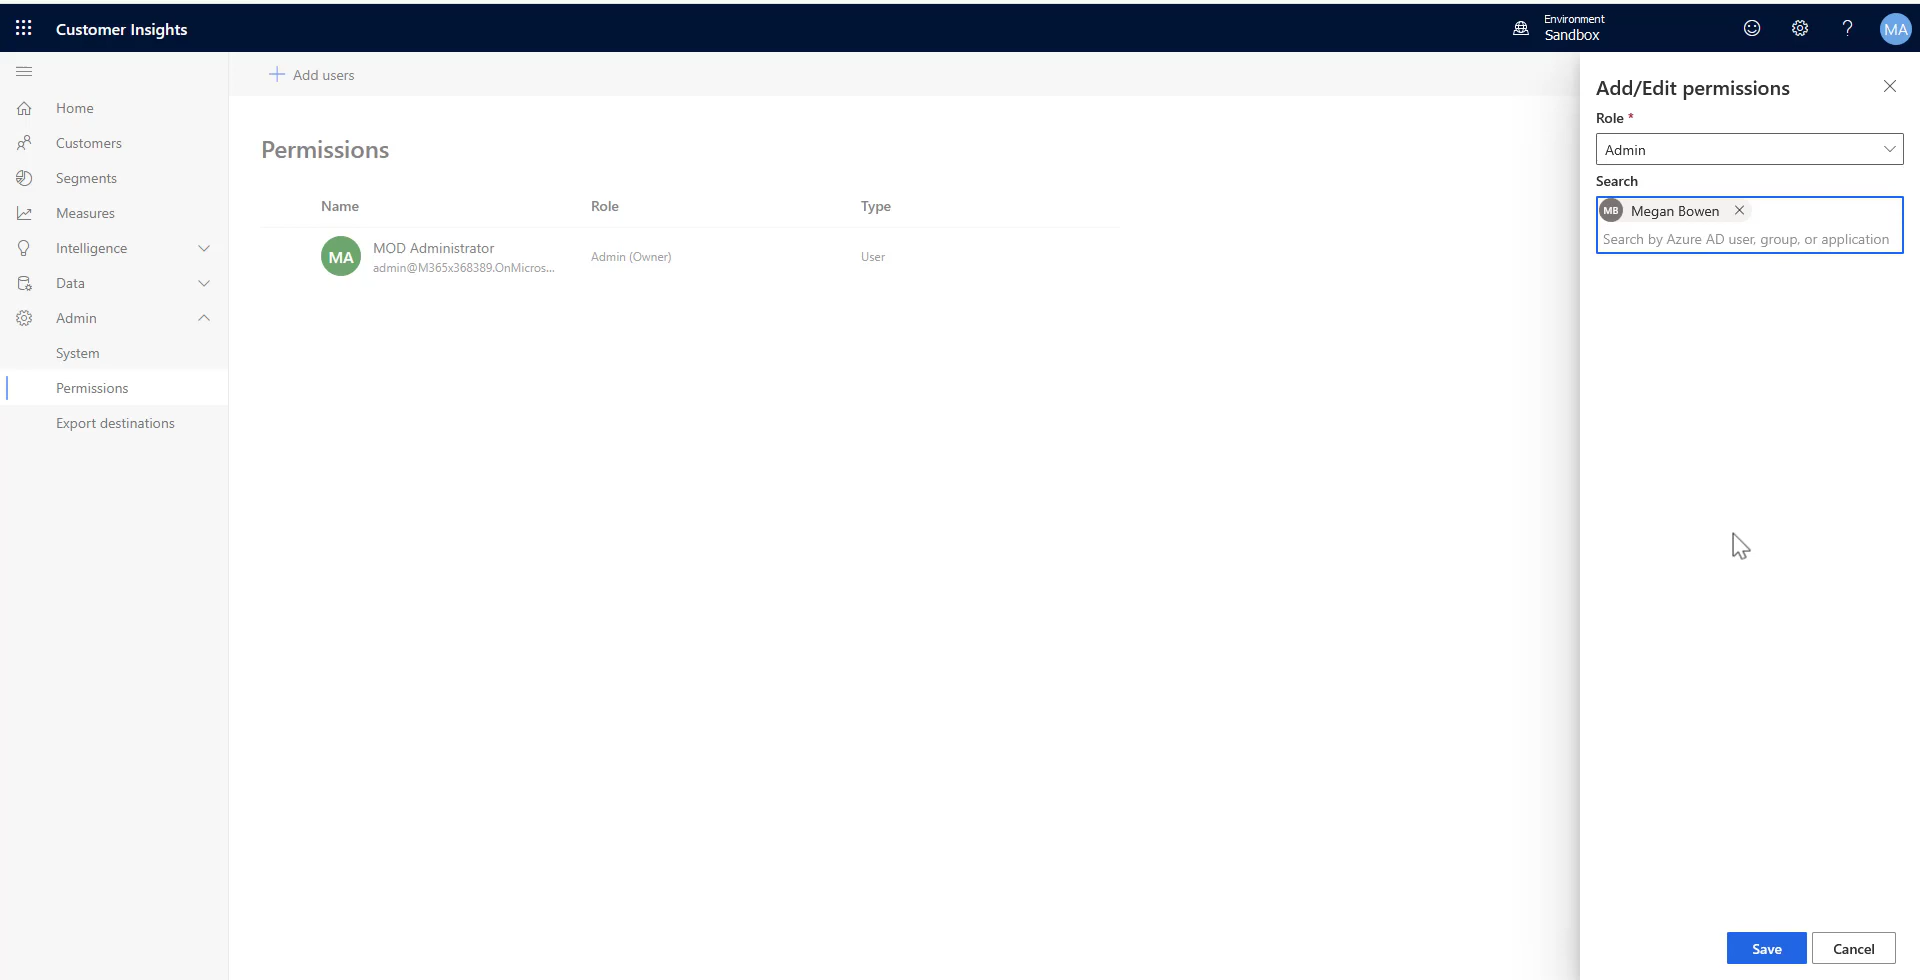 Customer Insights
Environment
Sandbox
MA
Add users
Home
Customers
Segments
Measures
Intelligence
Data
Admin
System
Permissions
Export destinations
Permissions
Name Role Type
MA
MOD Administrator
admin@M365x368389.OnMicros...
Admin (Owner)
User
Add/Edit permissions
Role *
Admin
Search
MB Megan Bowen
Search by Azure AD user, group, or application
Save Cancel